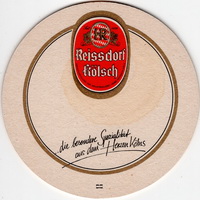 Reissdorf
Kölsch
die besondere Spezialität
aus dem Herzen Kölns